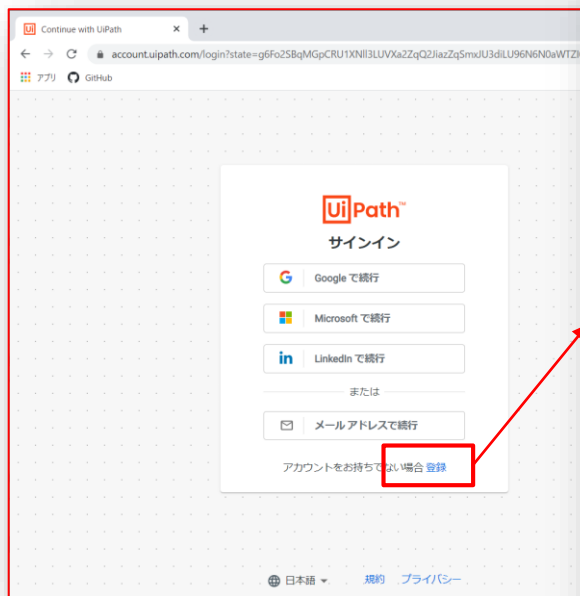 Continue with UiPath
account.uipath.com/login?state=g6Fo2SBqMGpCRU1XNll3LUVXa2ZqQ2JiazZqSmxJU3diLU96N6N0aWTZI
アプリ GitHub
UiPath™
サインイン
Google で続行
Microsoft で続行
in LinkedIn で続行
または
メール アドレスで続行
アカウントをお持ちでない場合 登録
日本語 規約 プライバシー